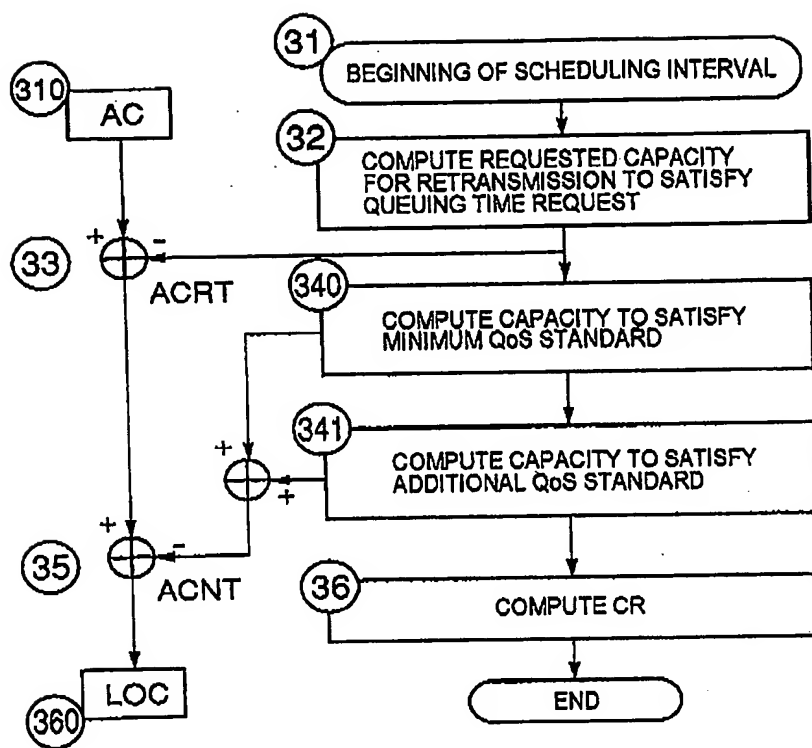 31
BEGINNING OF SCHEDULING INTERVAL
310
AC
32
COMPUTE REQUESTED CAPACITY
FOR RETRANSMISSION TO SATISFY
QUEUING TIME REQUEST
+
-
33
ACRT
340
COMPUTE CAPACITY TO SATISFY
MINIMUM QoS STANDARD
341
+
+
COMPUTE CAPACITY TO SATISFY
ADDITIONAL QoS STANDARD
+
-
35
ACNT
36
COMPUTE CR
LOC
360
END